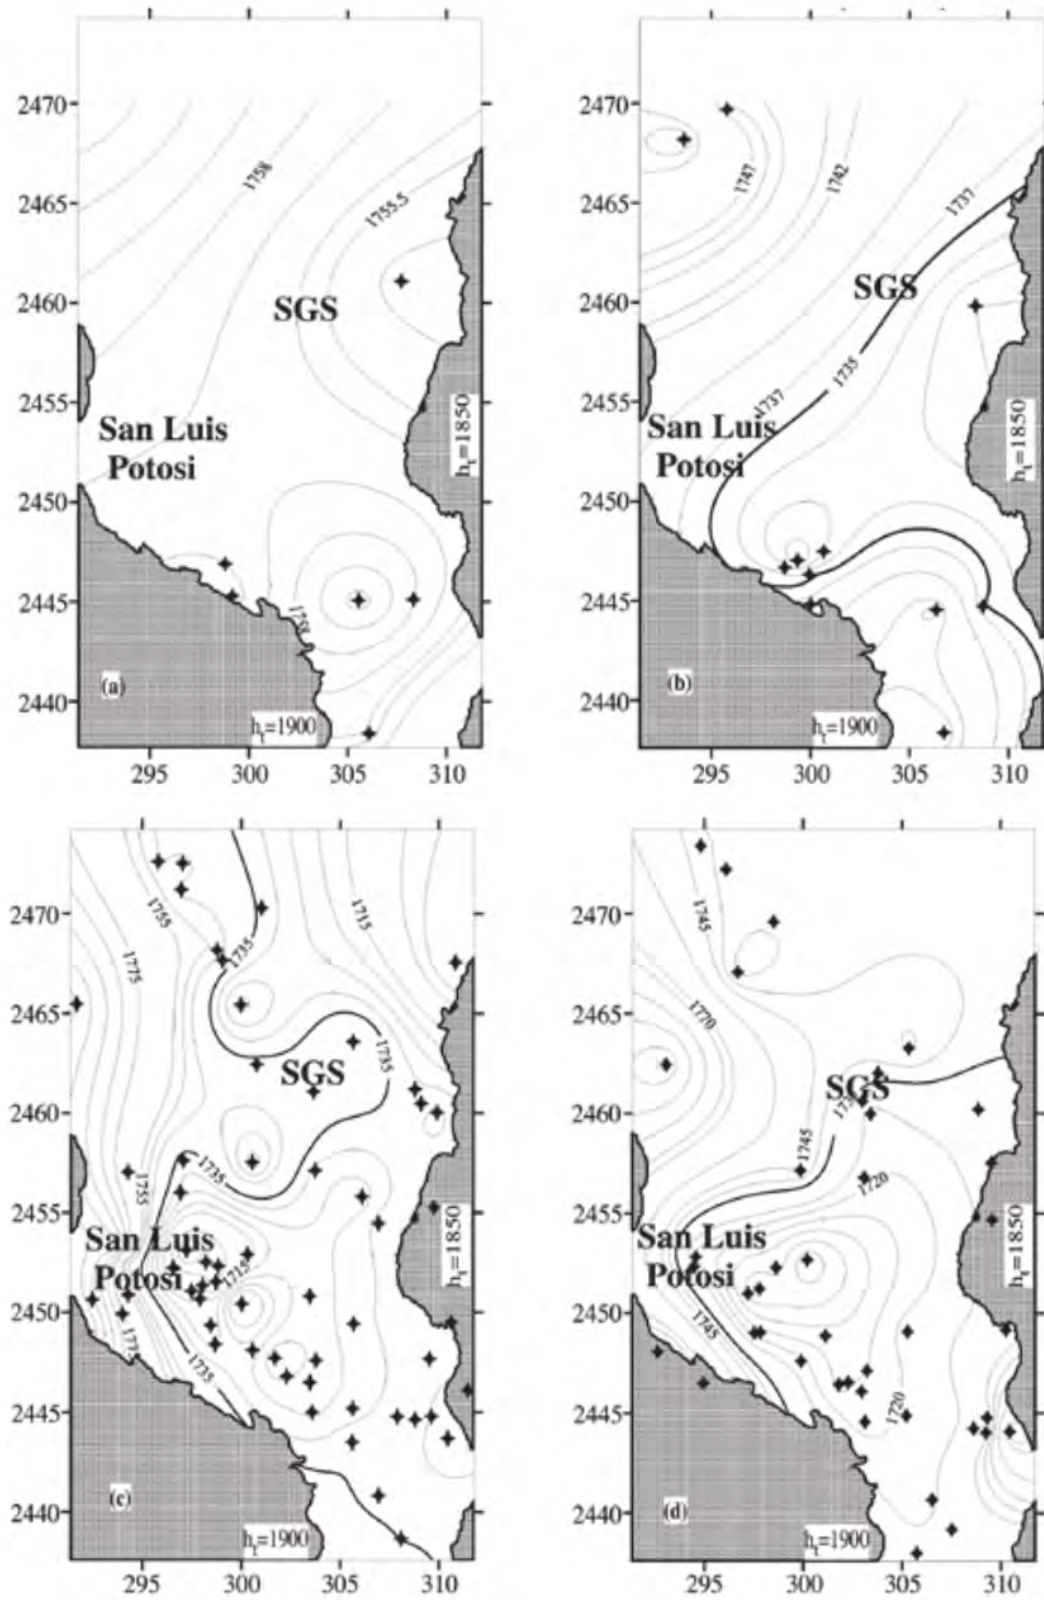 2470
2465
2460
2455
2450
2445
2440
1758
1755.5
SGS
San Luis
Potosi
h_t=1850
1758
(a)
h_t=1900
295
300
305
310
2470
2465
2460
2455
2450
2445
2440
1747
1742
1737
SGS
1735
1737
San Luis
Potosi
h_t=1850
(b)
h_t=1900
295
300
305
310
2470
2465
2460
2455
2450
2445
2440
1755
1715
1735
1775
SGS
1735
1735
1755
San Luis
Potosi
1715
h_t=1850
1775
1735
(c)
h_t=1900
295
300
305
310
2470
2465
2460
2455
2450
2445
2440
1745
1770
SGS
1745
1720
San Luis
Potosi
h_t=1850
1745
1720
(d)
h_t=1900
295
300
305
310